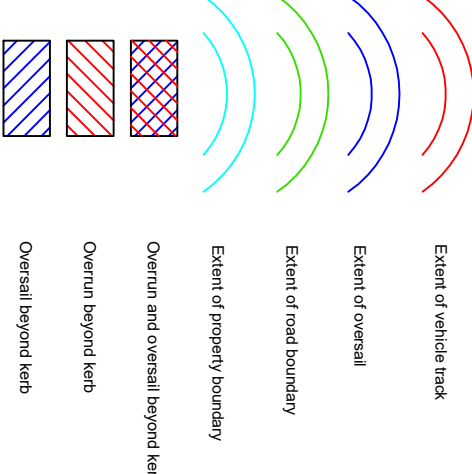 Extent of vehicle track
Extent of oversail
Extent of road boundary
Extent of property boundary
Overrun and oversail beyond ker
Overrun beyond kerb
Oversail beyond kerb